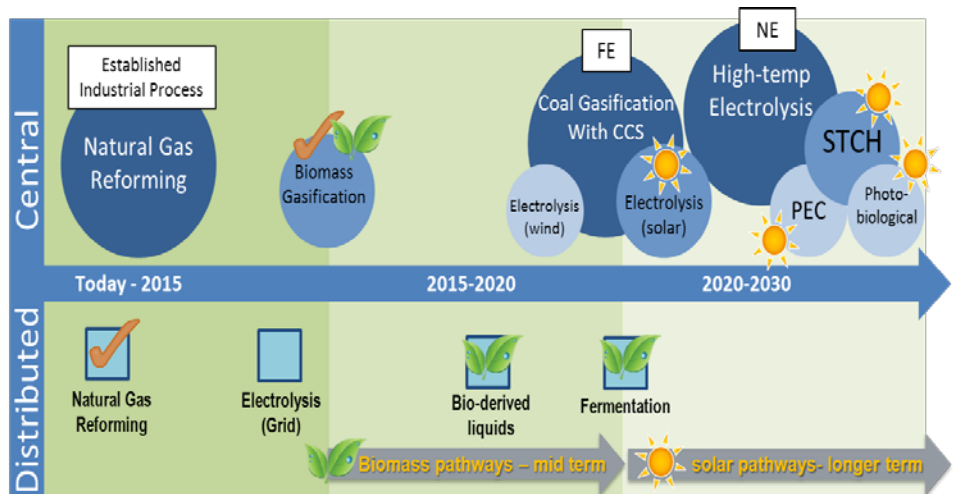 Central
Established
Industrial Process
Natural Gas
Reforming
Biomass
Gasification
FE
Coal Gasification
With CCS
Electrolysis
(wind)
Electrolysis
(solar)
NE
High-temp
Electrolysis
STCH
PEC
Photo-
biological
Today - 2015
2015-2020
2020-2030
Distributed
Natural Gas
Reforming
Electrolysis
(Grid)
Bio-derived
liquids
Fermentation
Biomass pathways – mid term
solar pathways- longer term